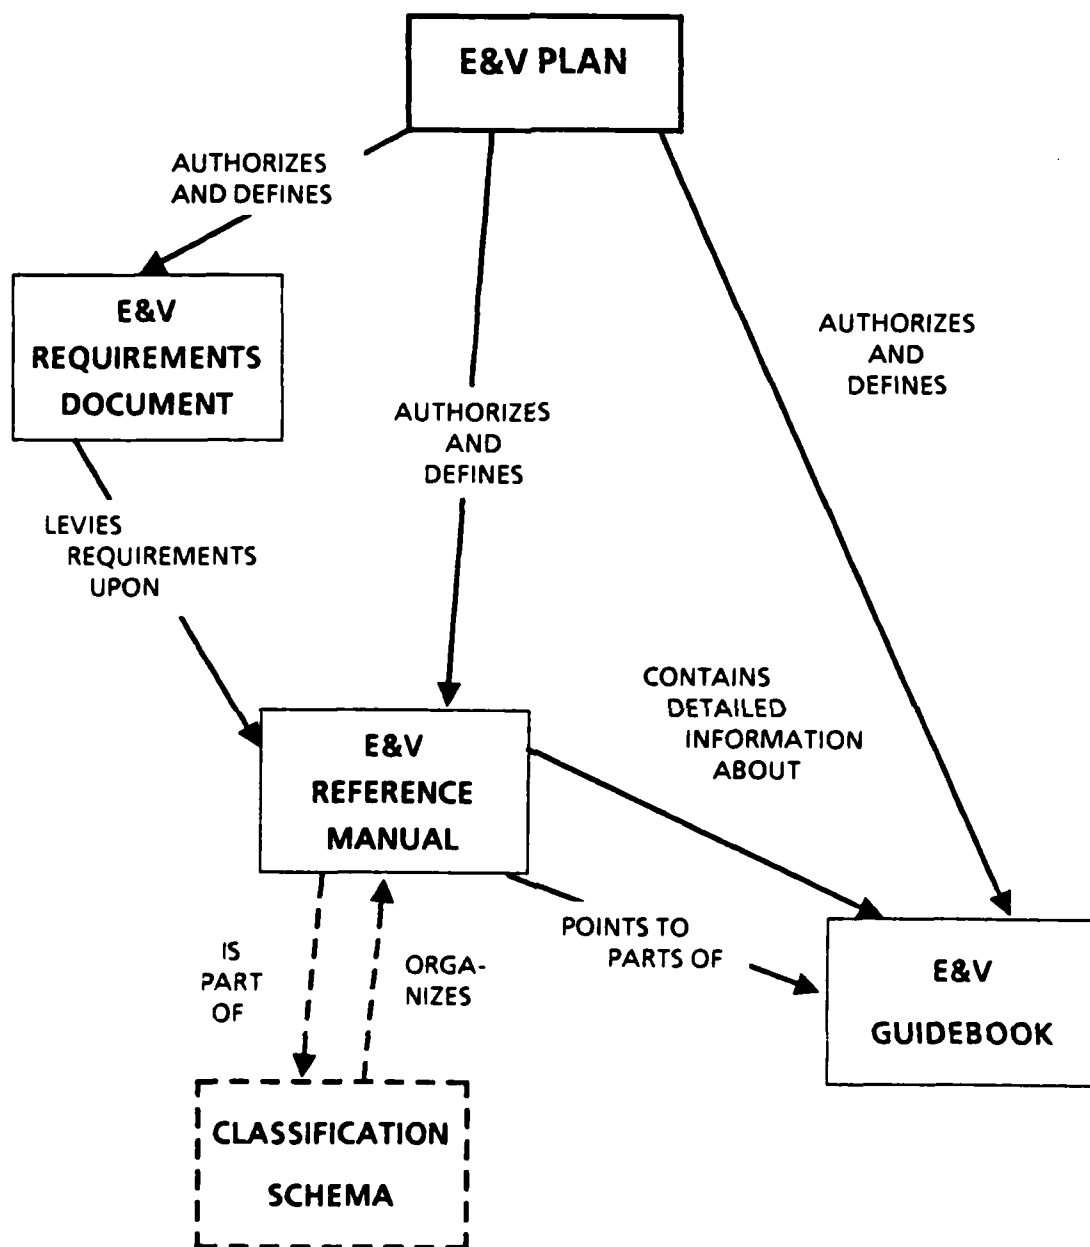 E&V PLAN
AUTHORIZES
AND DEFINES
E&V
REQUIREMENTS
DOCUMENT
AUTHORIZES
AND
DEFINES
AUTHORIZES
AND
DEFINES
LEVIES
REQUIREMENTS
UPON
CONTAINS
DETAILED
INFORMATION
ABOUT
E&V
REFERENCE
MANUAL
POINTS TO
PARTS OF
IS
PART
OF
ORGA-
NIZES
E&V
GUIDEBOOK
CLASSIFICATION
SCHEMA